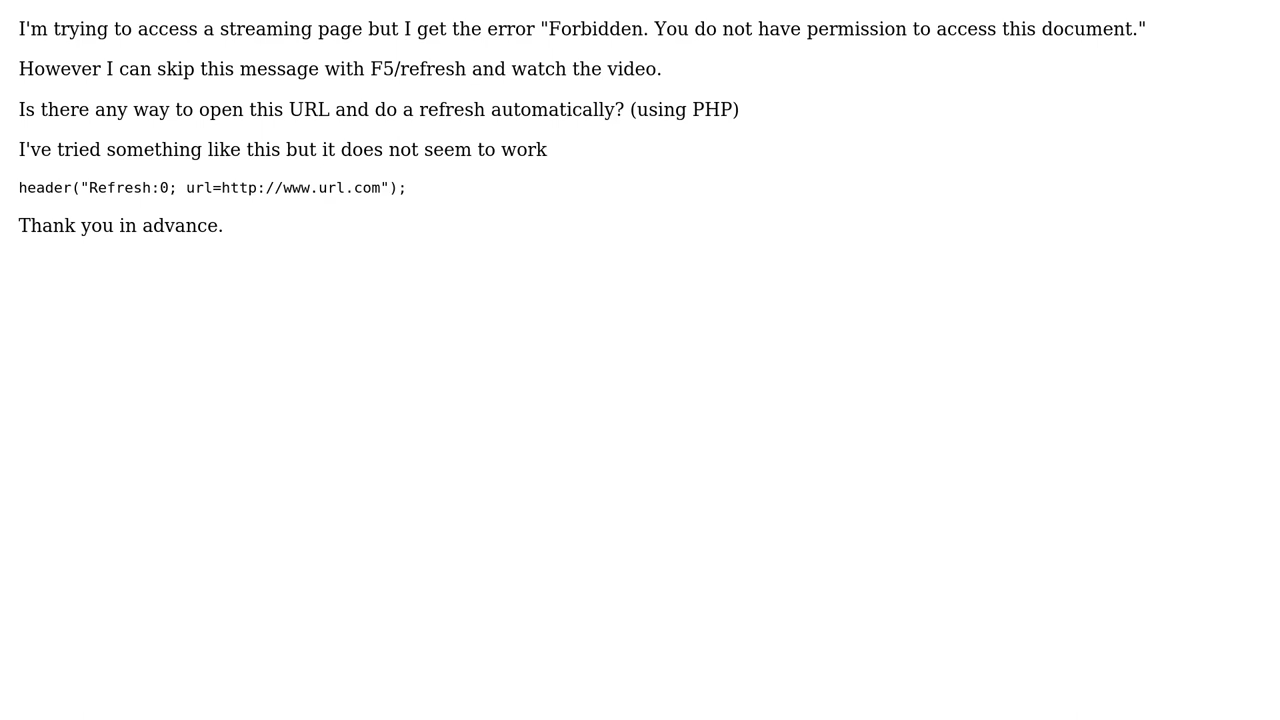 I'm trying to access a streaming page but I get the error "Forbidden. You do not have permission to access this document."
However I can skip this message with F5/refresh and watch the video.
Is there any way to open this URL and do a refresh automatically? (using PHP)
I've tried something like this but it does not seem to work
header("Refresh:0; url=http://www.url.com");
Thank you in advance.